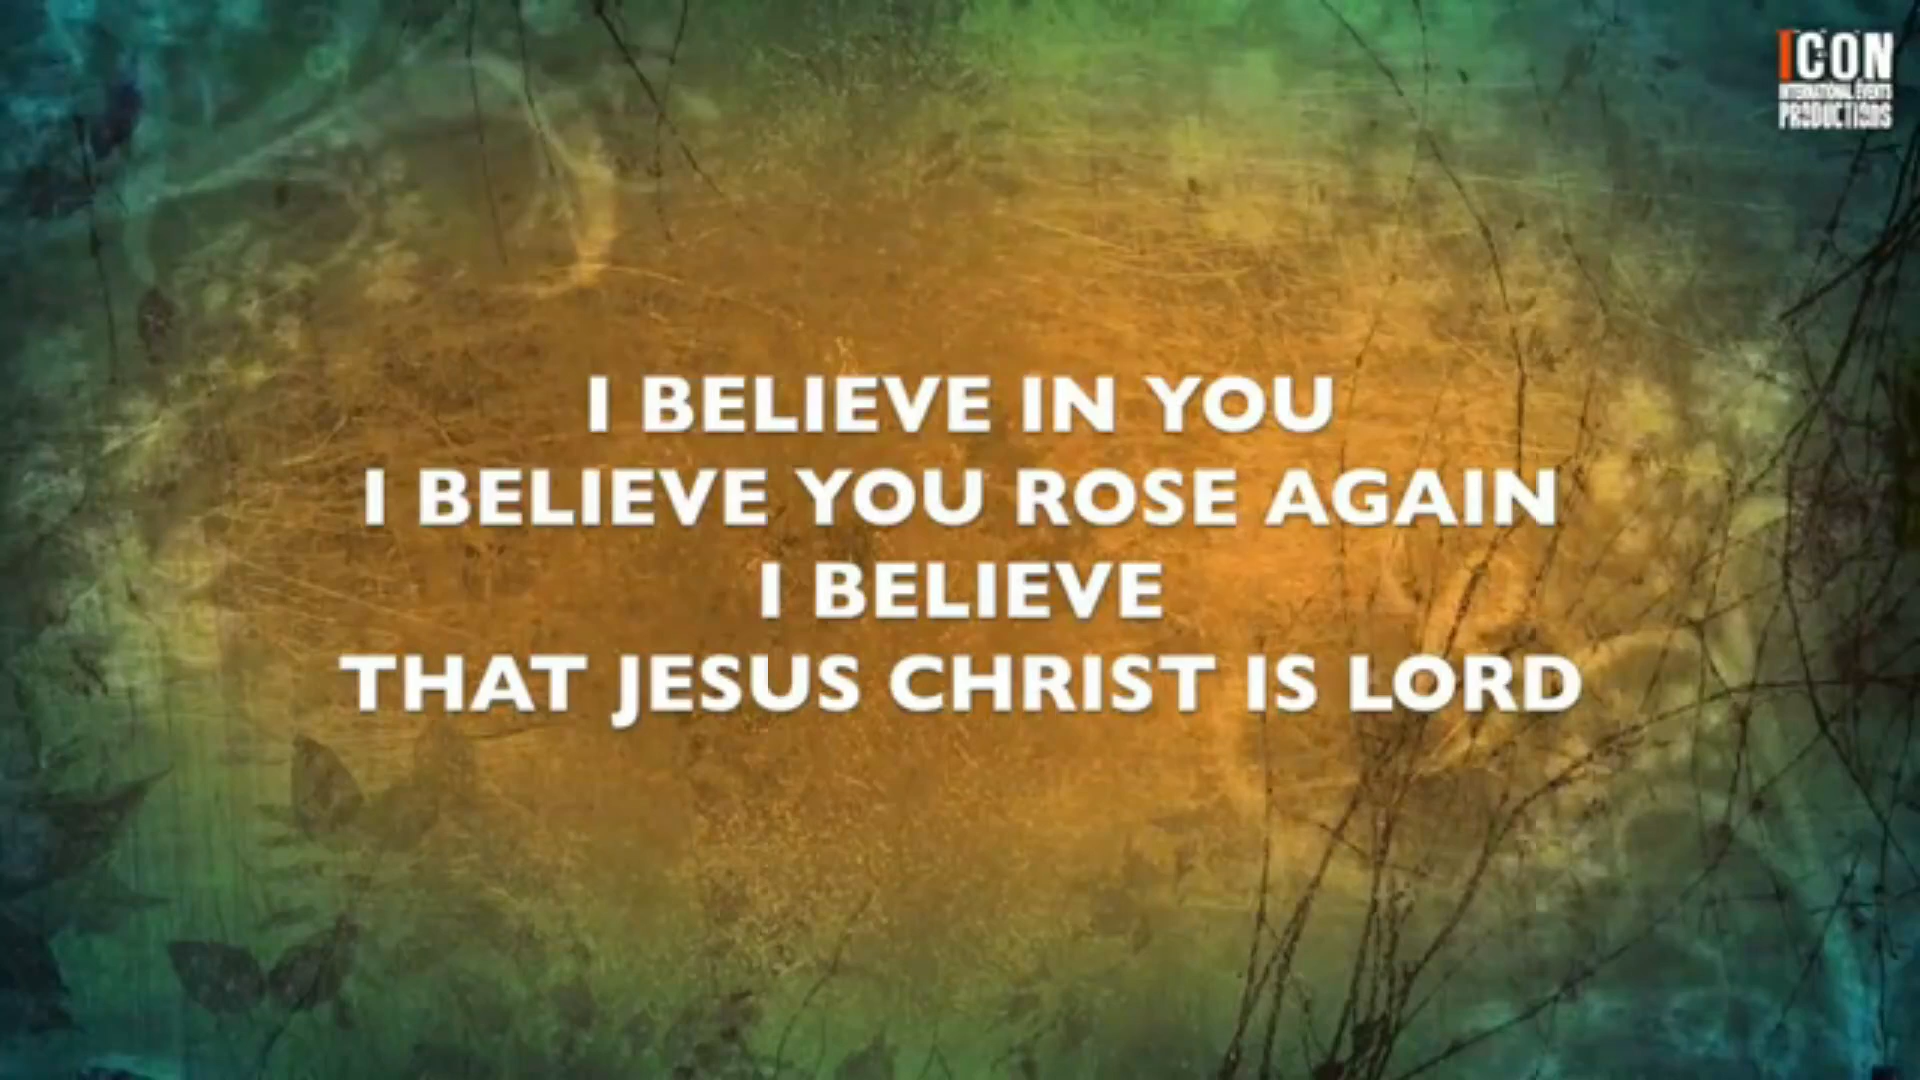 ICON
INTERNATIONAL EVENTS
PRODUCTIONS
I BELIEVE IN YOU
I BELIEVE YOU ROSE AGAIN
I BELIEVE
THAT JESUS CHRIST IS LORD